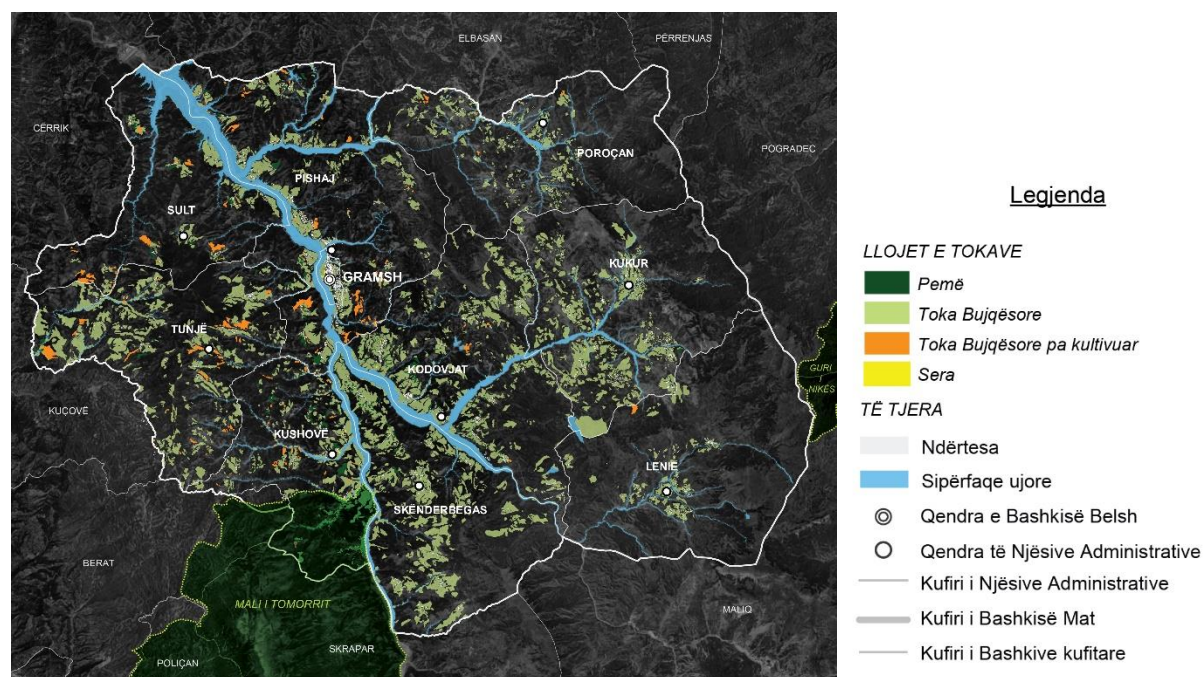 ELBASAN
PËRRENJAS
CËRRIK
POROÇAN
POGRADEC
PISHAJ
SULT
GRAMSH
KUKUR
TUNJË
KODOVJAT
GURI I NIKËS
KUÇOVË
KUSHOVË
LENIE
SKËNDERBEGAS
BERAT
MALI I TOMORRIT
MALIQ
POLIÇAN
SKRAPAR
Legjenda
LLOJET E TOKAVE
Pemë
Toka Bujqësore
Toka Bujqësore pa kultivuar
Sera
TË TJERA
Ndërtesa
Sipërfaqe ujore
Qendra e Bashkisë Belsh
Qendra të Njësive Administrative
Kufiri i Njësive Administrative
Kufiri i Bashkisë Mat
Kufiri i Bashkive kufitare